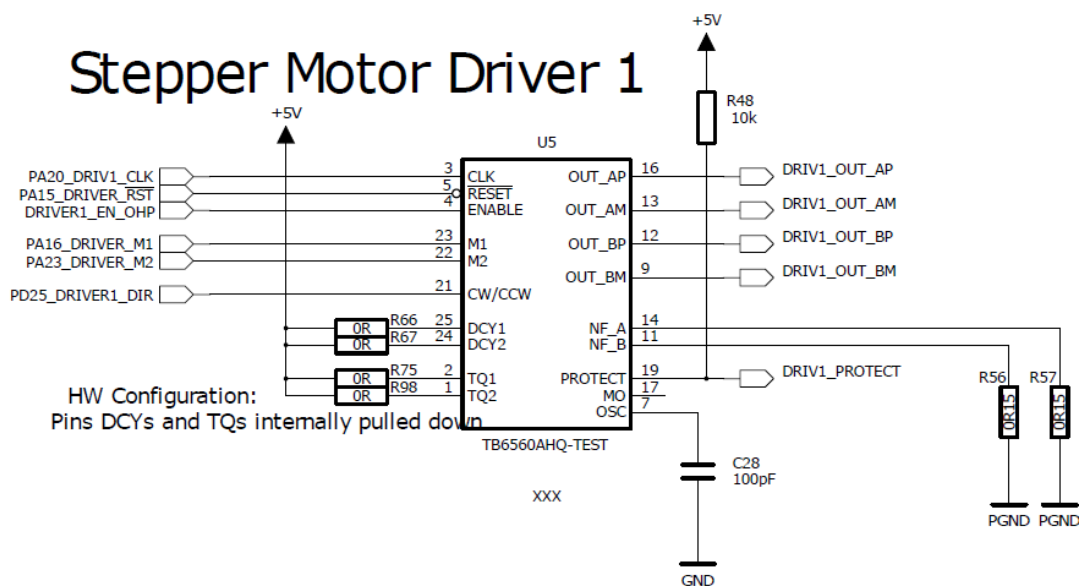 +5V
Stepper Motor Driver 1
R48
10k
+5V
U5
PA20_DRIV1_CLK 3 CLK OUT_AP 16 DRIV1_OUT_AP
PA15_DRIVER_RST 5 RESET
DRIVER1_EN_OHP 4 ENABLE OUT_AM 13 DRIV1_OUT_AM
PA16_DRIVER_M1 23 M1 OUT_BP 12 DRIV1_OUT_BP
PA23_DRIVER_M2 22 M2
OUT_BM 9 DRIV1_OUT_BM
PD25_DRIVER1_DIR 21 CW/CCW
0R R66 25 DCY1 NF_A 14
0R R67 24 DCY2 NF_B 11
0R R75 2 TQ1 PROTECT 19 DRIV1_PROTECT
0R R98 1 TQ2 MO 17
OSC 7
R56 0R15 R57 0R15
HW Configuration:
Pins DCYs and TQs internally pulled down
TB6560AHQ-TEST
C28
100pF
XXX
PGND PGND
GND